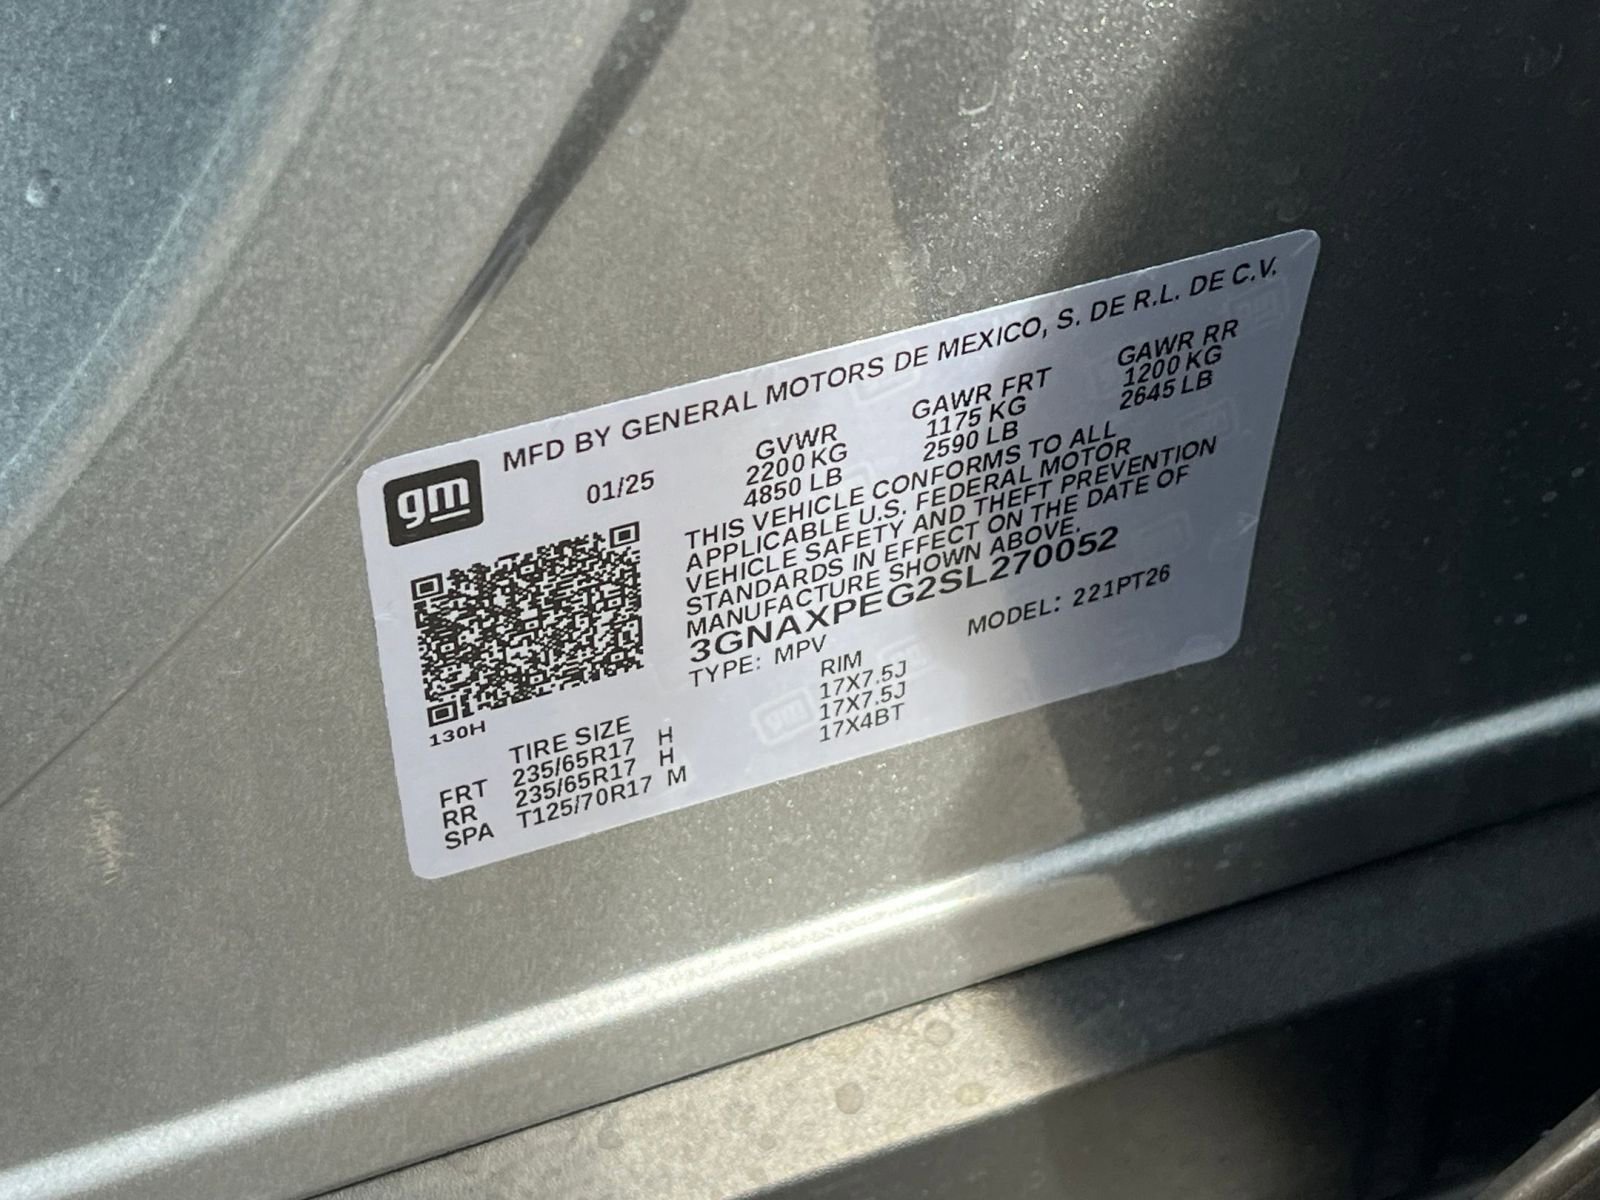 gm
MFD BY GENERAL MOTORS DE MEXICO, S. DE R.L. DE C.V.
01/25
GVWR GAWR FRT GAWR RR
2200 KG 1175 KG 1200 KG
4850 LB 2590 LB 2645 LB
THIS VEHICLE CONFORMS TO ALL
APPLICABLE U.S. FEDERAL MOTOR
VEHICLE SAFETY AND THEFT PREVENTION
STANDARDS IN EFFECT ON THE DATE OF
MANUFACTURE SHOWN ABOVE.
3GNAXPEG2SL270052
TYPE: MPV MODEL: 221PT26
130H
TIRE SIZE RIM
FRT 235/65R17 H 17X7.5J
RR 235/65R17 H 17X7.5J
SPA T125/70R17 M 17X4BT